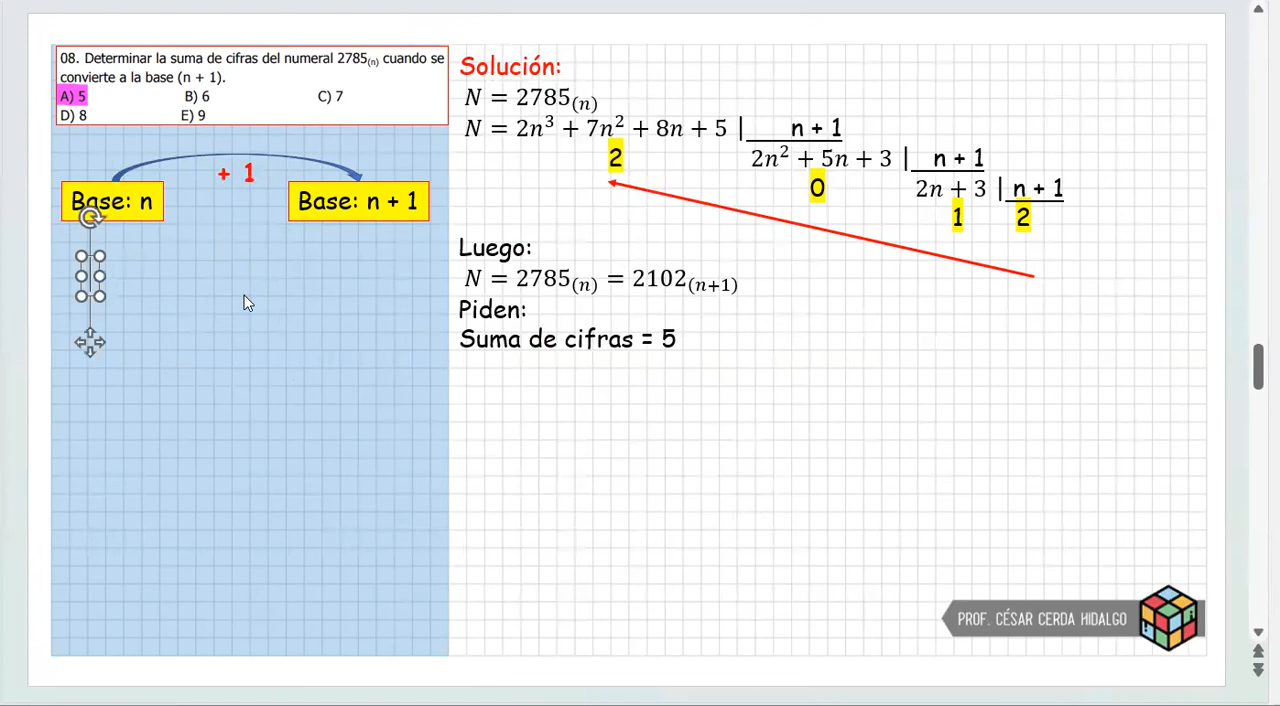 08. Determinar la suma de cifras del numeral 2785(n) cuando se
convierte a la base (n + 1).
A) 5 B) 6 C) 7
D) 8 E) 9
+ 1
Base: n Base: n + 1
Solución:
N = 2785(n)
N = 2n³ + 7n² + 8n + 5 | n + 1
2 2n² + 5n + 3 | n + 1
0 2n + 3 | n + 1
1 2
Luego:
N = 2785(n) = 2102(n+1)
Piden:
Suma de cifras = 5
PROF. CÉSAR CERDA HIDALGO